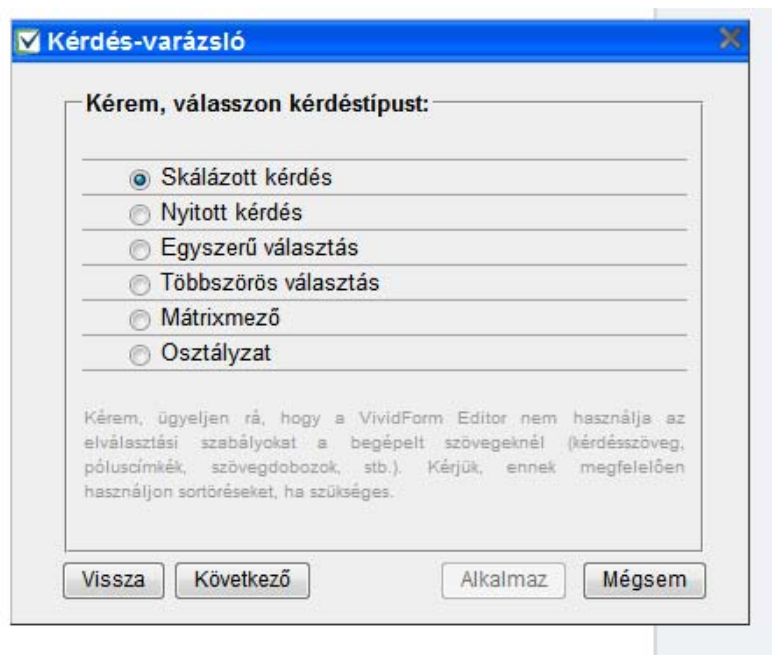 Kérdés-varázsló
Kérem, válasszon kérdéstípust:
Skálázott kérdés
Nyitott kérdés
Egyszerű választás
Többszörös választás
Mátrixmező
Osztályzat
Kérem, ügyeljen rá, hogy a VividForm Editor nem használja az
elválasztási szabályokat a begépelt szövegeknél (kérdésszöveg,
póluscímkék, szövegdobozok, stb.). Kérjük, ennek megfelelően
használjon sortöréseket, ha szükséges.
Vissza Következő Alkalmaz Mégsem